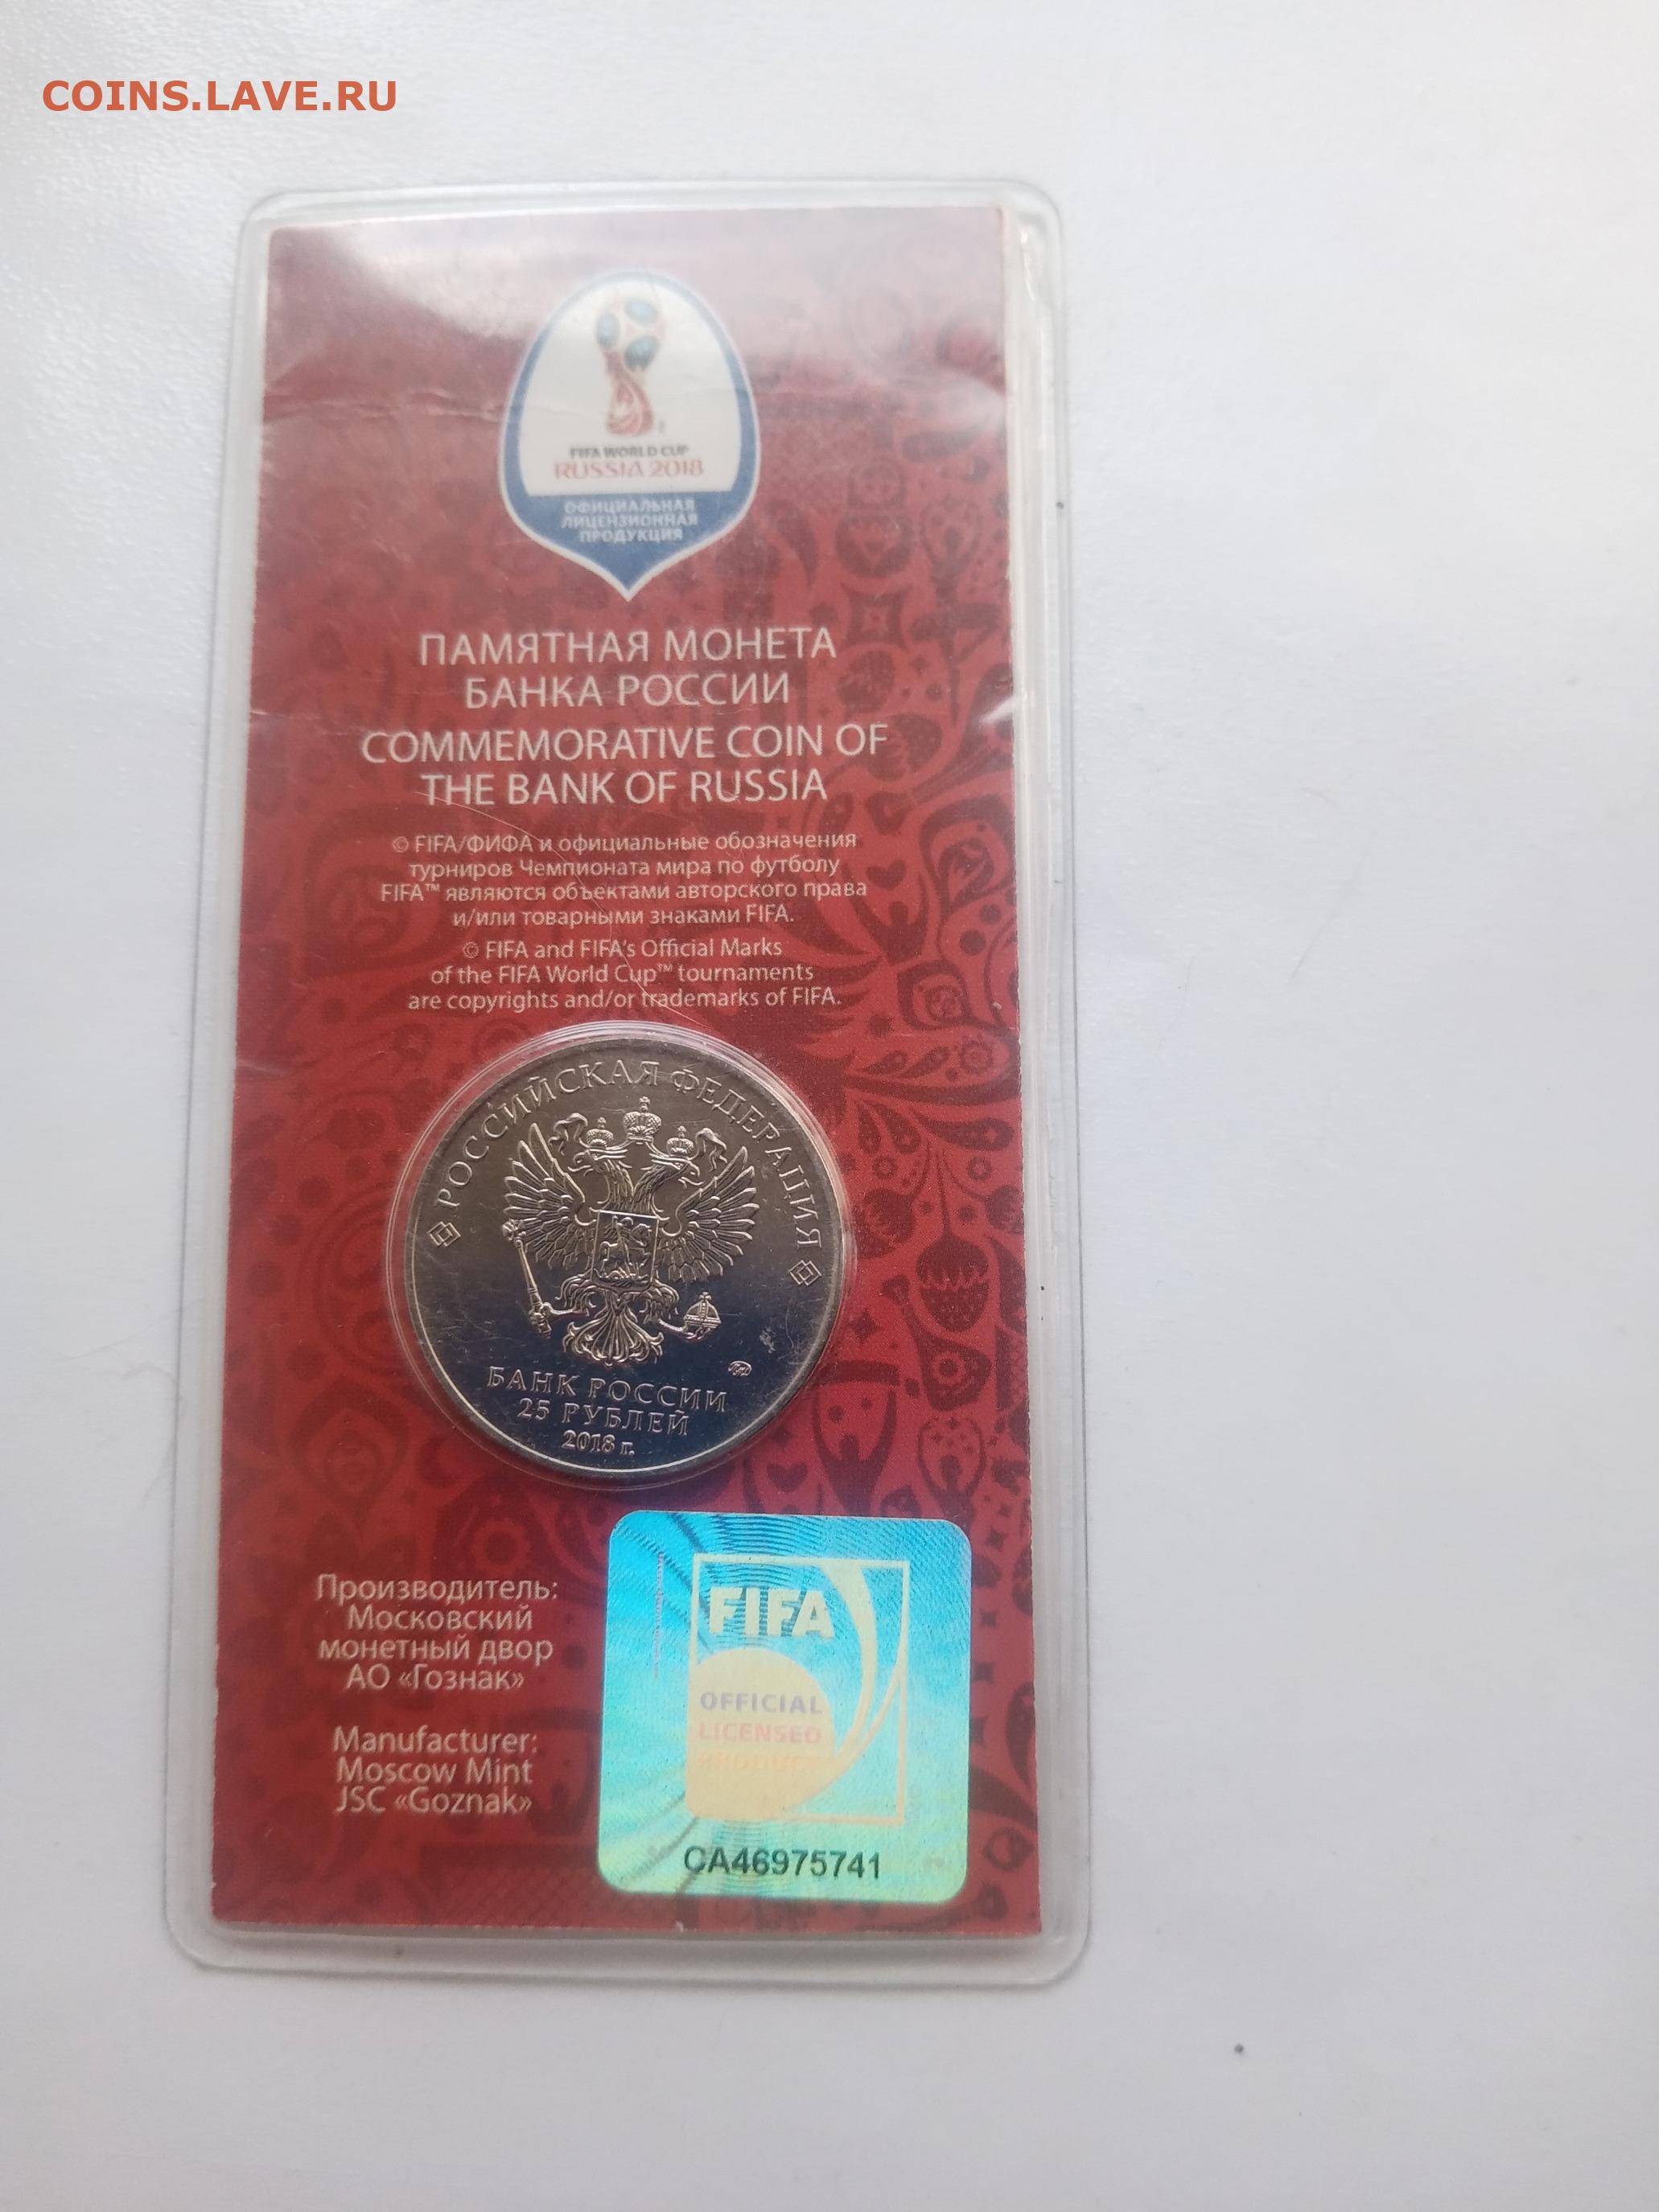 COINS.LAVE.RU
FIFA WORLD CUP
RUSSIA 2018
ОФИЦИАЛЬНАЯ
ЛИЦЕНЗИОННАЯ
ПРОДУКЦИЯ
ПАМЯТНАЯ МОНЕТА
БАНКА РОССИИ
COMMEMORATIVE COIN OF
THE BANK OF RUSSIA
© FIFA/ФИФА и официальные обозначения
турниров Чемпионата мира по футболу
FIFA™ являются объектами авторского права
и/или товарными знаками FIFA.
© FIFA and FIFA's Official Marks
of the FIFA World Cup™ tournaments
are copyrights and/or trademarks of FIFA.
РОССИЙСКАЯ ФЕДЕРАЦИЯ
БАНК РОССИИ
25 РУБЛЕЙ
2018 г.
Производитель:
Московский
монетный двор
АО «Гознак»
Manufacturer:
Moscow Mint
JSC «Goznak»
FIFA
OFFICIAL
LICENSED
PRODUCT
CA46975741